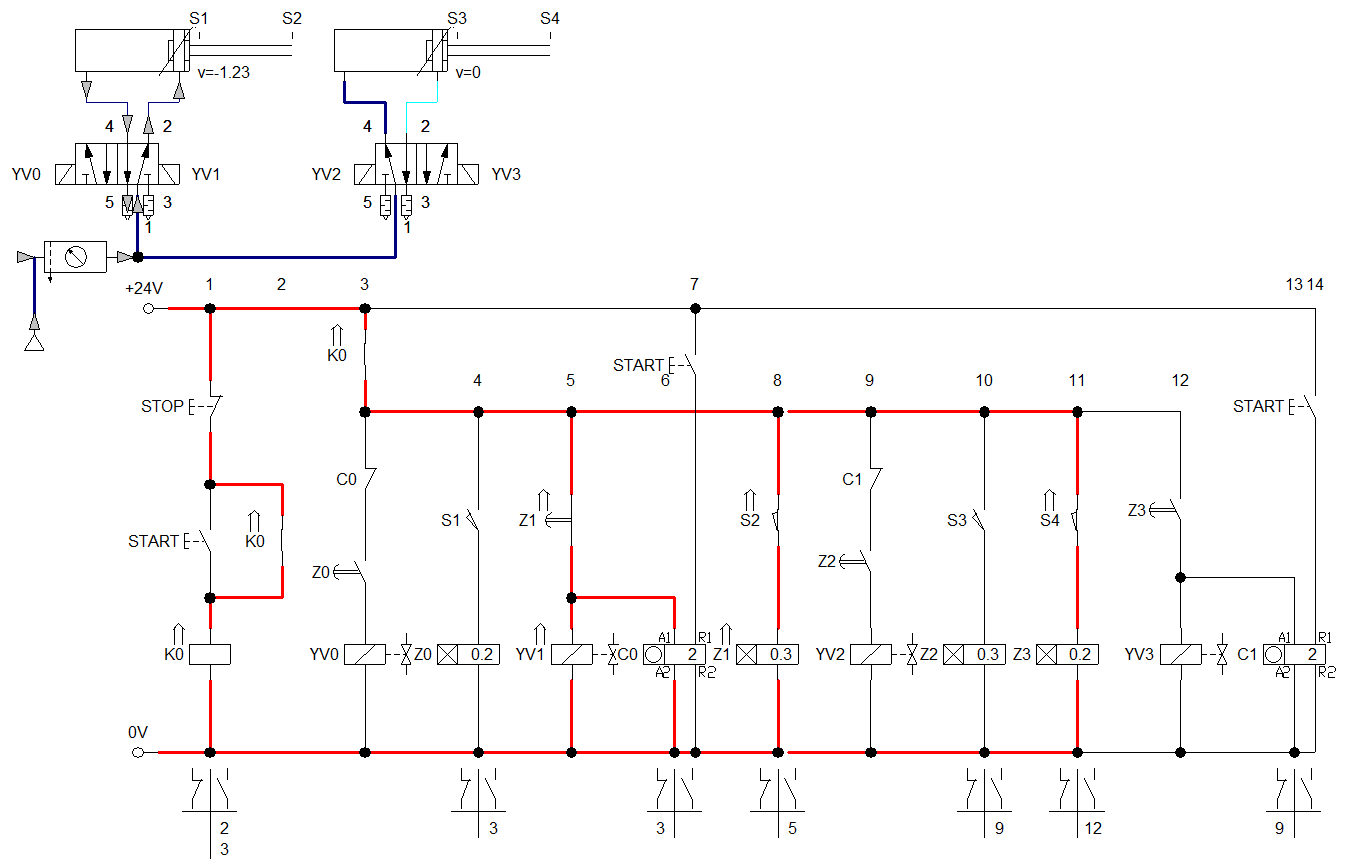 S1 S2 S3 S4
v=-1.23 v=0
4 2 4 2
YV0 YV1 YV2 YV3
5 3 5 3
1 1
+24V 1 2 3 7 13 14
K0
START
4 5 6 8 9 10 11 12
STOP START
C0 C1
S1 Z1 S2 S3 S4 Z3
START K0
Z0 Z2
A1 R1 A1 R1
K0 YV0 Z0 0.2 YV1 C0 2 Z1 0.3 YV2 Z2 0.3 Z3 0.2 YV3 C1 2
A2 R2 A2 R2
0V
2 3 3 5 9 12 9
3